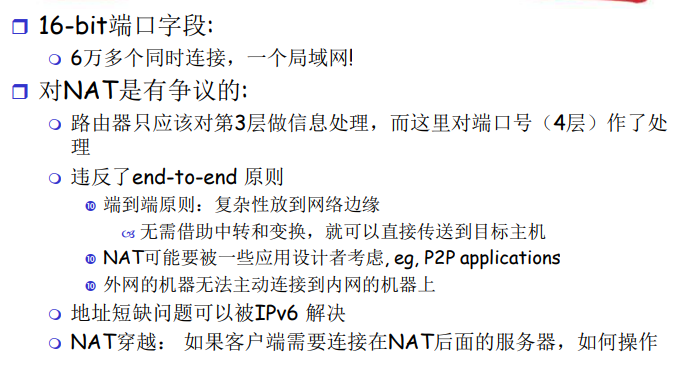 16-bit端口字段:
6万多个同时连接，一个局域网!
对NAT是有争议的:
路由器只应该对第3层做信息处理，而这里对端口号（4层）作了处
理
违反了end-to-end 原则
端到端原则：复杂性放到网络边缘
无需借助中转和变换，就可以直接传送到目标主机
NAT可能要被一些应用设计者考虑, eg, P2P applications
外网的机器无法主动连接到内网的机器上
地址短缺问题可以被IPv6 解决
NAT穿越： 如果客户端需要连接在NAT后面的服务器，如何操作